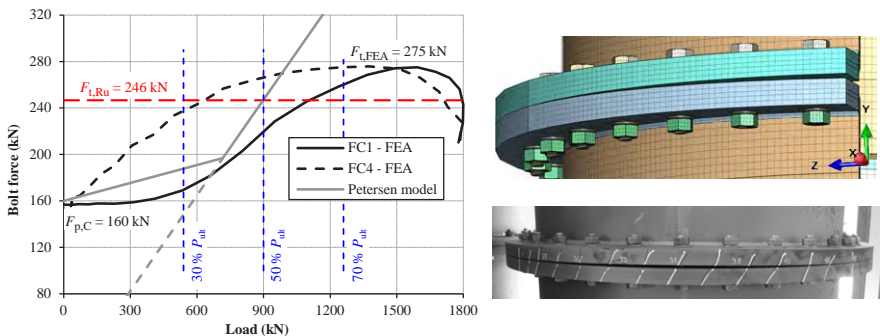 320
280
240
200
160
120
80
Bolt force (kN)
F_t,Ru = 246 kN
F_t,FEA = 275 kN
F_p,C = 160 kN
FC1 - FEA
FC4 - FEA
Petersen model
30 % P_ult
50 % P_ult
70 % P_ult
0 300 600 900 1200 1500 1800
Load (kN)
Y
X
Z